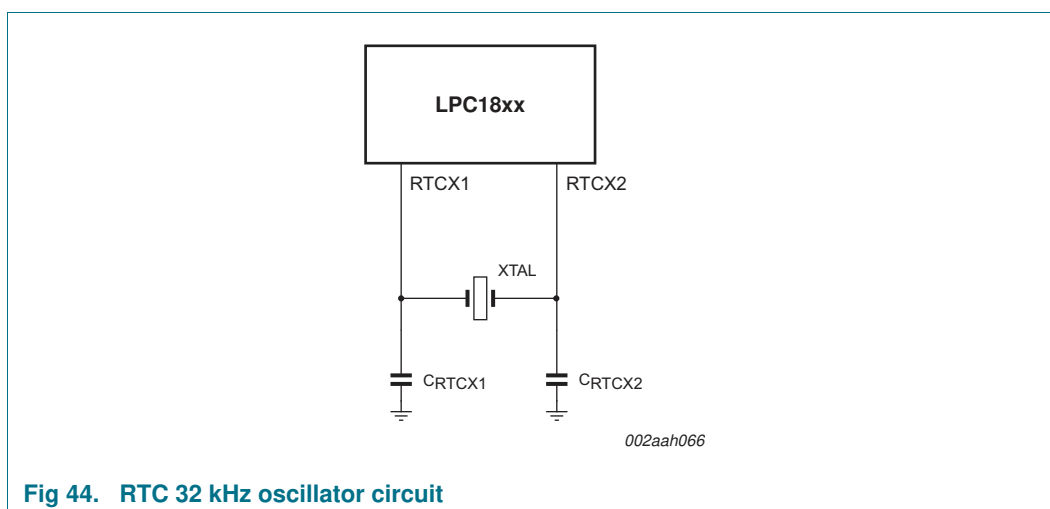 LPC18xx
RTCX1 RTCX2
XTAL
CRTCX1 CRTCX2
002aah066
Fig 44. RTC 32 kHz oscillator circuit